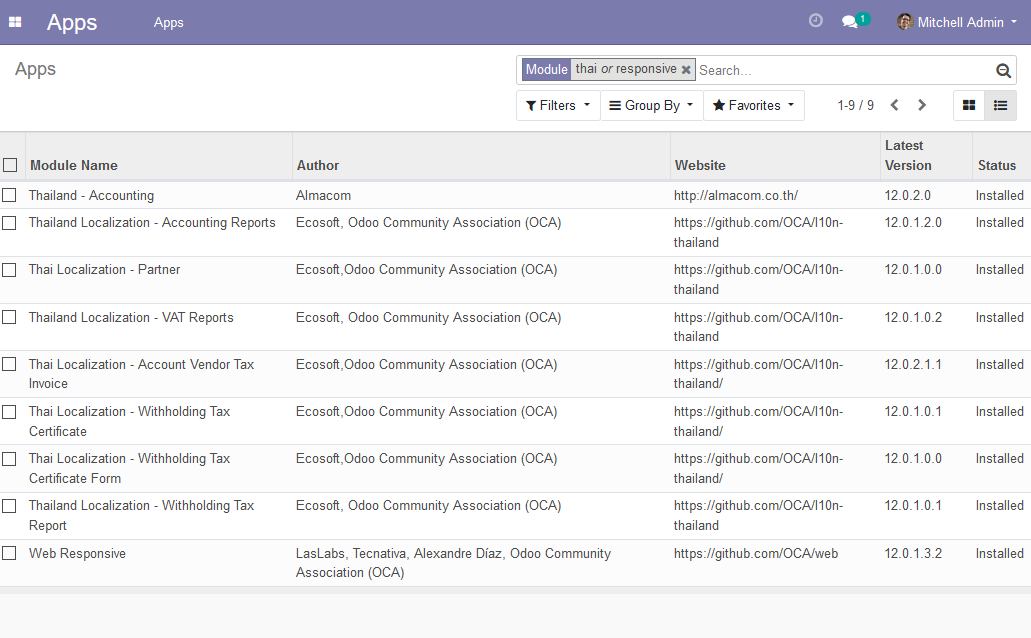 Apps Apps 1 Mitchell Admin
Apps Module thai or responsive Search...
Filters Group By Favorites 1-9 / 9
Module Name Author Website Latest Version Status
Thailand - Accounting Almacom http://almacom.co.th/ 12.0.2.0 Installed
Thailand Localization - Accounting Reports Ecosoft, Odoo Community Association (OCA) https://github.com/OCA/l10n- 12.0.1.2.0 Installed
thailand
Thai Localization - Partner Ecosoft,Odoo Community Association (OCA) https://github.com/OCA/l10n- 12.0.1.0.0 Installed
thailand
Thailand Localization - VAT Reports Ecosoft, Odoo Community Association (OCA) https://github.com/OCA/l10n- 12.0.1.0.2 Installed
thailand
Thai Localization - Account Vendor Tax Ecosoft,Odoo Community Association (OCA) https://github.com/OCA/l10n- 12.0.2.1.1 Installed
Invoice thailand/
Thai Localization - Withholding Tax Ecosoft,Odoo Community Association (OCA) https://github.com/OCA/l10n- 12.0.1.0.1 Installed
Certificate thailand/
Thai Localization - Withholding Tax Ecosoft,Odoo Community Association (OCA) https://github.com/OCA/l10n- 12.0.1.0.0 Installed
Certificate Form thailand/
Thailand Localization - Withholding Tax Ecosoft, Odoo Community Association (OCA) https://github.com/OCA/l10n- 12.0.1.0.1 Installed
Report thailand
Web Responsive LasLabs, Tecnativa, Alexandre Díaz, Odoo Community https://github.com/OCA/web 12.0.1.3.2 Installed
Association (OCA)